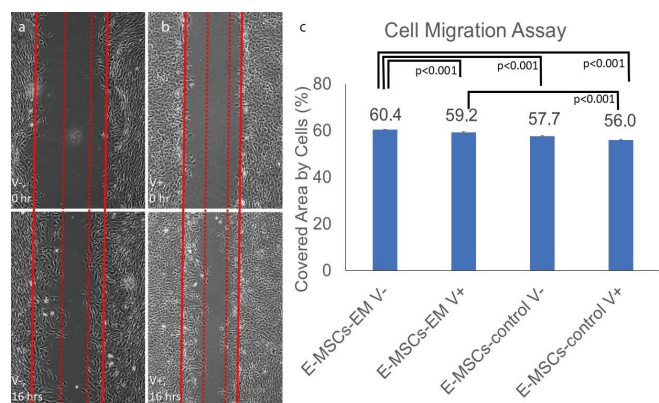 a
b
c
Cell Migration Assay
p<0.001
p<0.001
p<0.001
p<0.001
Covered Area by Cells (%)
80
60
40
20
0
60.4
59.2
57.7
56.0
V-,
0 hr
V+,
0 hr
V-,
16 hrs
V+,
16 hrs
E-MSCs-EM V-
E-MSCs-EM V+
E-MSCs-control V-
E-MSCs-control V+